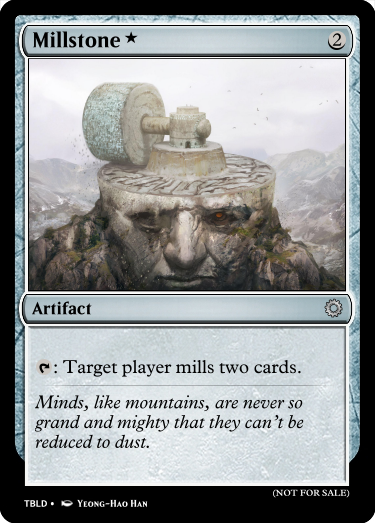 Millstone ★ 2
Artifact
: Target player mills two cards.
Minds, like mountains, are never so
grand and mighty that they can't be
reduced to dust.
(NOT FOR SALE)
TBLD • Yeong-Hao Han